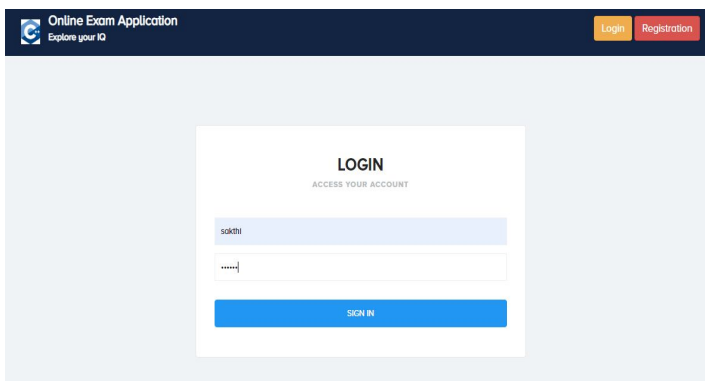 Online Exam Application
Explore your IQ
Login
Registration
LOGIN
ACCESS YOUR ACCOUNT
sakthi
••••••
SIGN IN